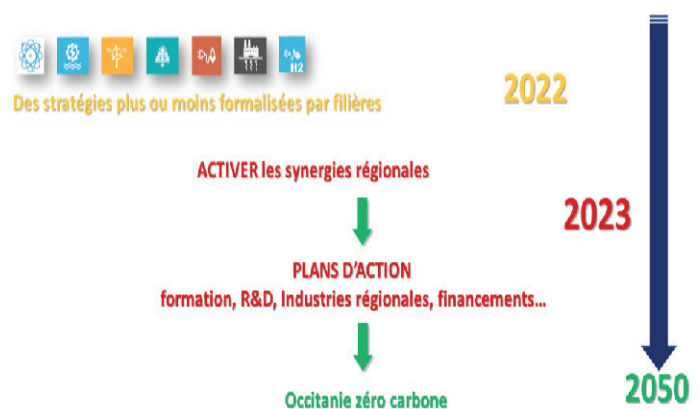 H2
2022
Des stratégies plus ou moins formalisées par filières
ACTIVER les synergies régionales
2023
PLANS D'ACTION
formation, R&D, Industries régionales, financements...
2050
Occitanie zéro carbone